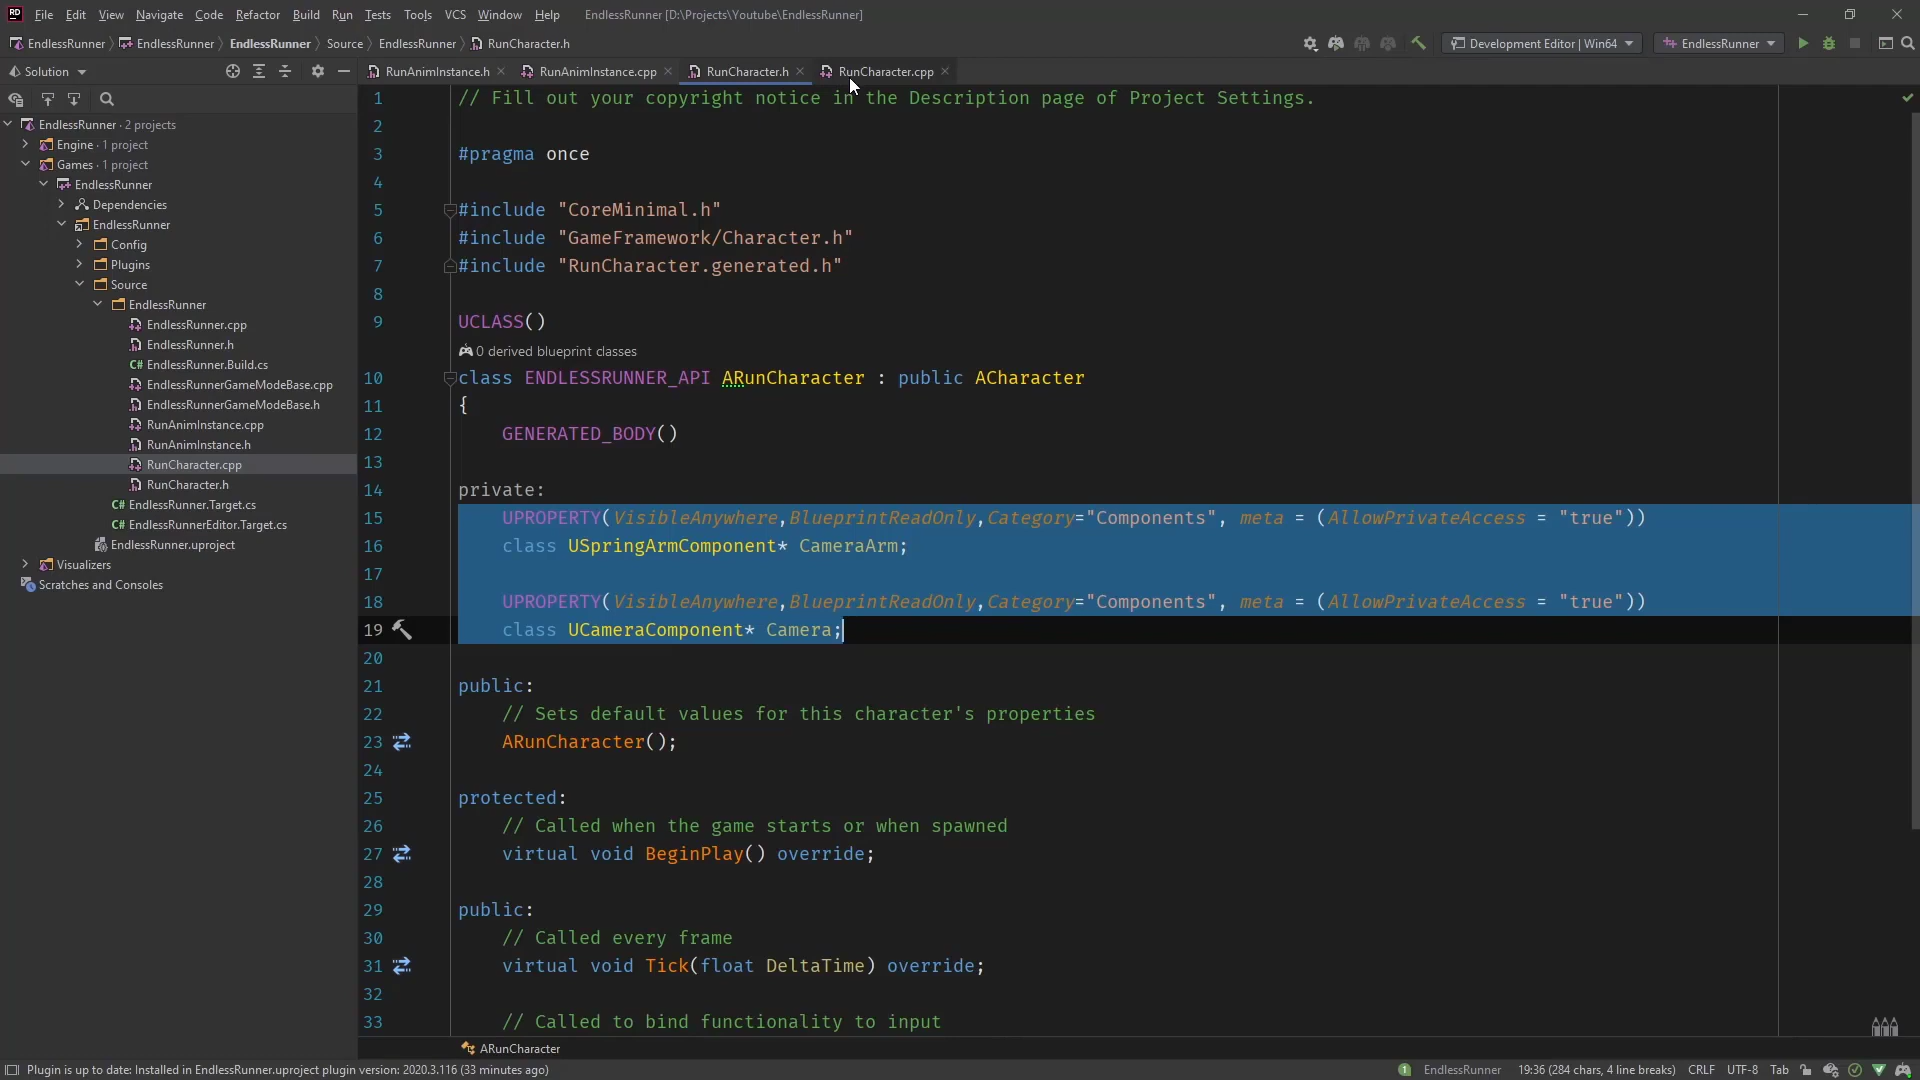 File Edit View Navigate Code Refactor Build Run Tests Tools VCS Window Help EndlessRunner [D:\Projects\Youtube\EndlessRunner]
EndlessRunner EndlessRunner EndlessRunner Source EndlessRunner RunCharacter.h Development Editor | Win64 EndlessRunner
Solution RunAnimInstance.h RunAnimInstance.cpp RunCharacter.h RunCharacter.cpp
EndlessRunner · 2 projects
Engine · 1 project
Games · 1 project
EndlessRunner
Dependencies
EndlessRunner
Config
Plugins
Source
EndlessRunner
EndlessRunner.cpp
EndlessRunner.h
C# EndlessRunner.Build.cs
EndlessRunnerGameModeBase.cpp
EndlessRunnerGameModeBase.h
RunAnimInstance.cpp
RunAnimInstance.h
RunCharacter.cpp
RunCharacter.h
C# EndlessRunner.Target.cs
C# EndlessRunnerEditor.Target.cs
EndlessRunner.uproject
Visualizers
Scratches and Consoles
1 // Fill out your copyright notice in the Description page of Project Settings.
2
3 #pragma once
4
5 #include "CoreMinimal.h"
6 #include "GameFramework/Character.h"
7 #include "RunCharacter.generated.h"
8
9 UCLASS()
0 derived blueprint classes
10 class ENDLESSRUNNER_API ARunCharacter : public ACharacter
11 {
12 GENERATED_BODY()
13
14 private:
15 UPROPERTY(VisibleAnywhere,BlueprintReadOnly,Category="Components", meta = (AllowPrivateAccess = "true"))
16 class USpringArmComponent* CameraArm;
17
18 UPROPERTY(VisibleAnywhere,BlueprintReadOnly,Category="Components", meta = (AllowPrivateAccess = "true"))
19 class UCameraComponent* Camera;
20
21 public:
22 // Sets default values for this character's properties
23 ARunCharacter();
24
25 protected:
26 // Called when the game starts or when spawned
27 virtual void BeginPlay() override;
28
29 public:
30 // Called every frame
31 virtual void Tick(float DeltaTime) override;
32
33 // Called to bind functionality to input
ARunCharacter
Plugin is up to date: Installed in EndlessRunner.uproject plugin version: 2020.3.116 (33 minutes ago) 1 EndlessRunner 19:36 (284 chars, 4 line breaks) CRLF UTF-8 Tab